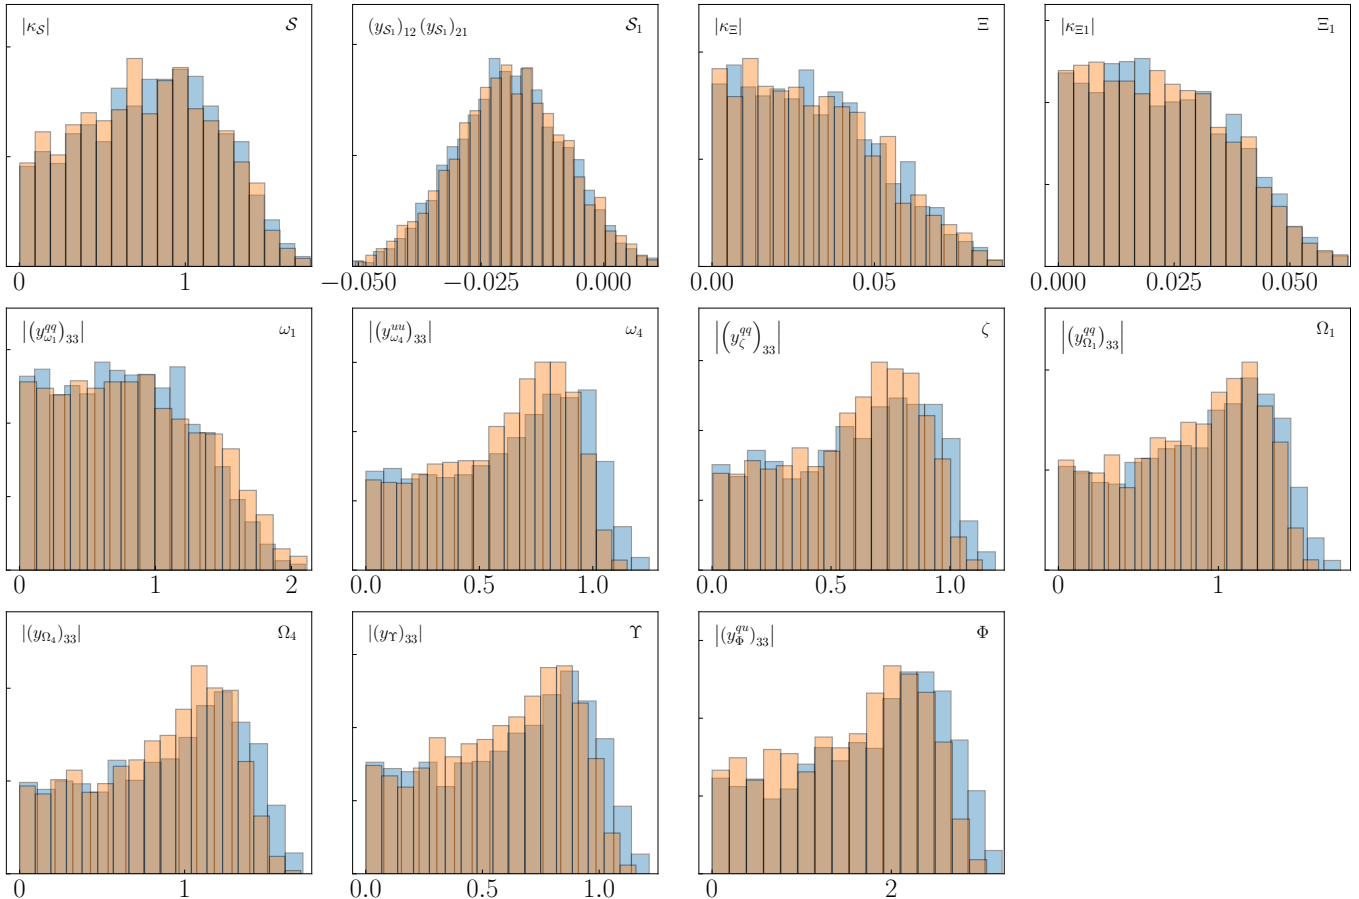 |κ_𝒮| 𝒮
(y_{𝒮_1})_{12} (y_{𝒮_1})_{21} 𝒮_1
|κ_Ξ| Ξ
|κ_{Ξ1}| Ξ_1
0 1
−0.050 −0.025 0.000
0.00 0.05
0.000 0.025 0.050
|(y^{qq}_{ω_1})_{33}| ω_1
|(y^{uu}_{ω_4})_{33}| ω_4
|(y^{qq}_ζ)_{33}| ζ
|(y^{qq}_{Ω_1})_{33}| Ω_1
0 1 2
0.0 0.5 1.0
0.0 0.5 1.0
0 1
|(y_{Ω_4})_{33}| Ω_4
|(y_Υ)_{33}| Υ
|(y^{qu}_Φ)_{33}| Φ
0 1
0.0 0.5 1.0
0 2